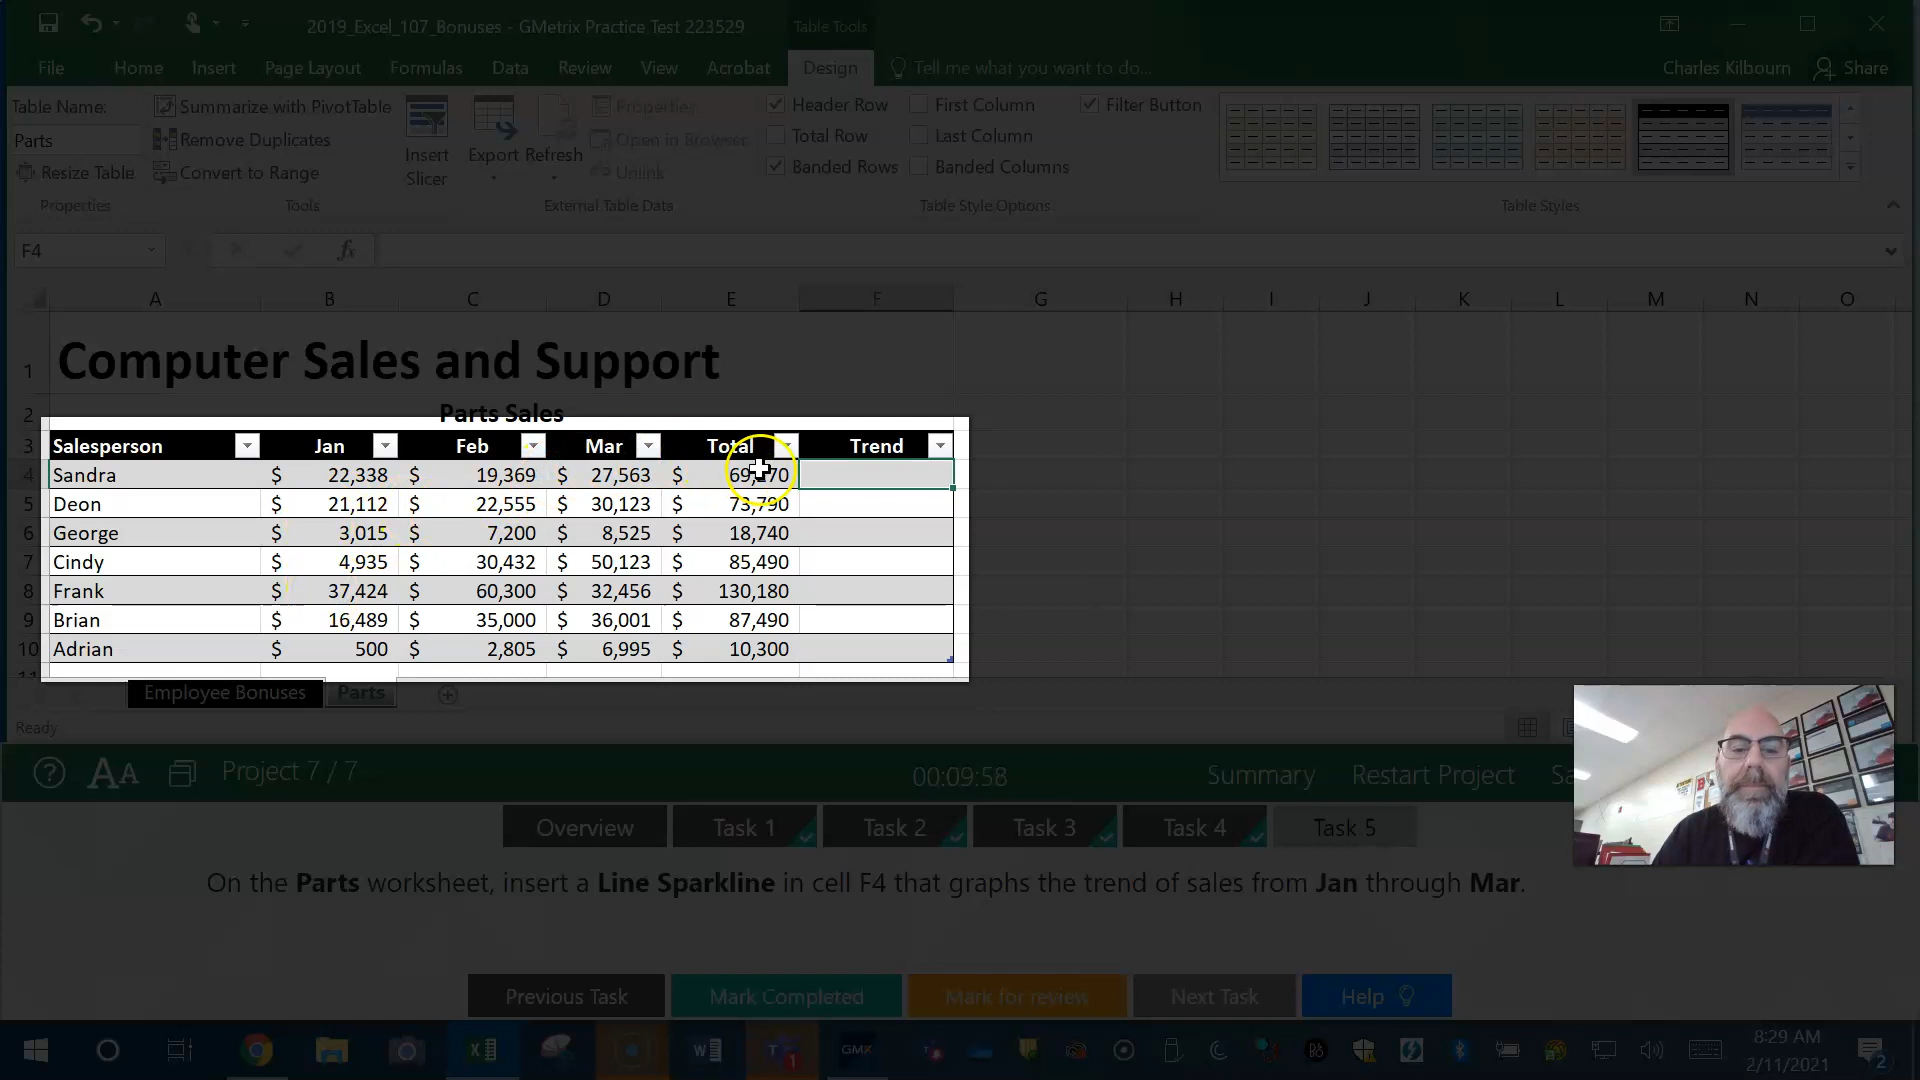 2019_Excel_107_Bonuses - GMetrix Practice Test 223529
Table Tools
File Home Insert Page Layout Formulas Data Review View Acrobat Design Tell me what you want to do... Charles Kilbourn Share
Table Name:
Parts
Resize Table
Properties
Summarize with PivotTable
Remove Duplicates
Convert to Range
Tools
Insert
Slicer
Export Refresh
Properties
Open in Browser
Unlink
External Table Data
Header Row First Column Filter Button
Total Row Last Column
Banded Rows Banded Columns
Table Style Options
Table Styles
F4
fx
A B C D E F G H I J K L M N O
1 Computer Sales and Support
2 Parts Sales
3 Salesperson Jan Feb Mar Total Trend
4 Sandra $ 22,338 $ 19,369 $ 27,563 $
5 Deon $ 21,112 $ 22,555 $ 30,123 $ 73,790
6 George $ 3,015 $ 7,200 $ 8,525 $ 18,740
7 Cindy $ 4,935 $ 30,432 $ 50,123 $ 85,490
8 Frank $ 37,424 $ 60,300 $ 32,456 $ 130,180
9 Brian $ 16,489 $ 35,000 $ 36,001 $ 87,490
10 Adrian $ 500 $ 2,805 $ 6,995 $ 10,300
Employee Bonuses Parts
Ready
AA Project 7 / 7 00:09:58 Summary Restart Project
Overview Task 1 Task 2 Task 3 Task 4 Task 5
On the Parts worksheet, insert a Line Sparkline in cell F4 that graphs the trend of sales from Jan through Mar.
Previous Task Mark Completed Mark for review Next Task Help
GMX
8:29 AM
2/11/2021
2